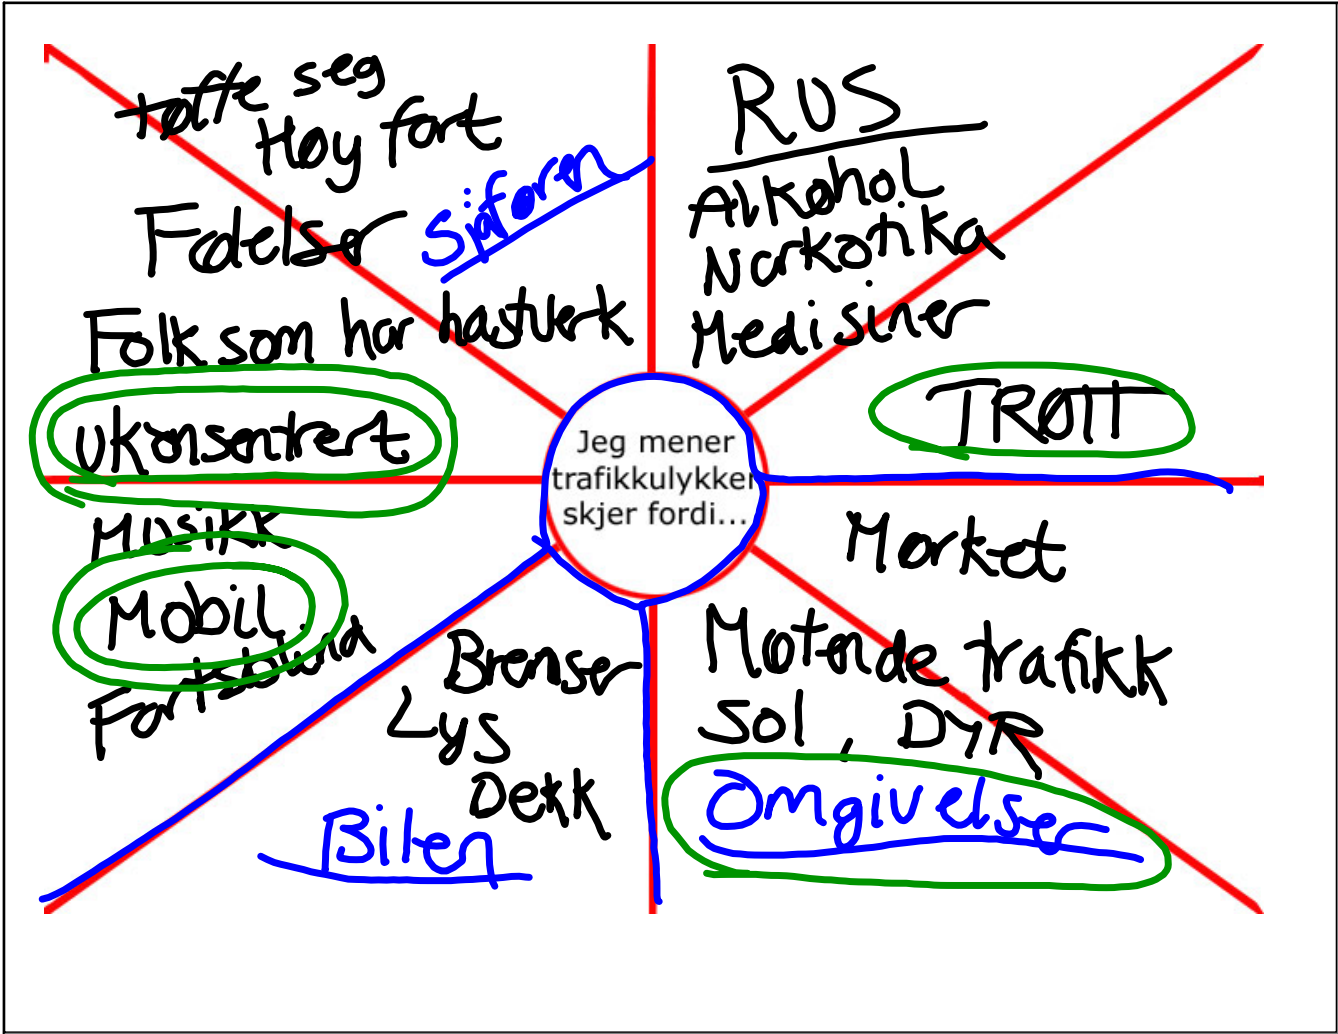 tøffe seg
Høy fart
Følelser
Sjåføren
Folk som har hastverk
ukonsentrert
RUS
Alkohol
Narkotika
Medisiner
TRØTT
Jeg mener
trafikkulykker
skjer fordi...
Musikk
Mobil
Fartsblind
Bremser
Lys
Dekk
Bilen
Mørket
Møtende trafikk
Sol, DYR
Omgivelser